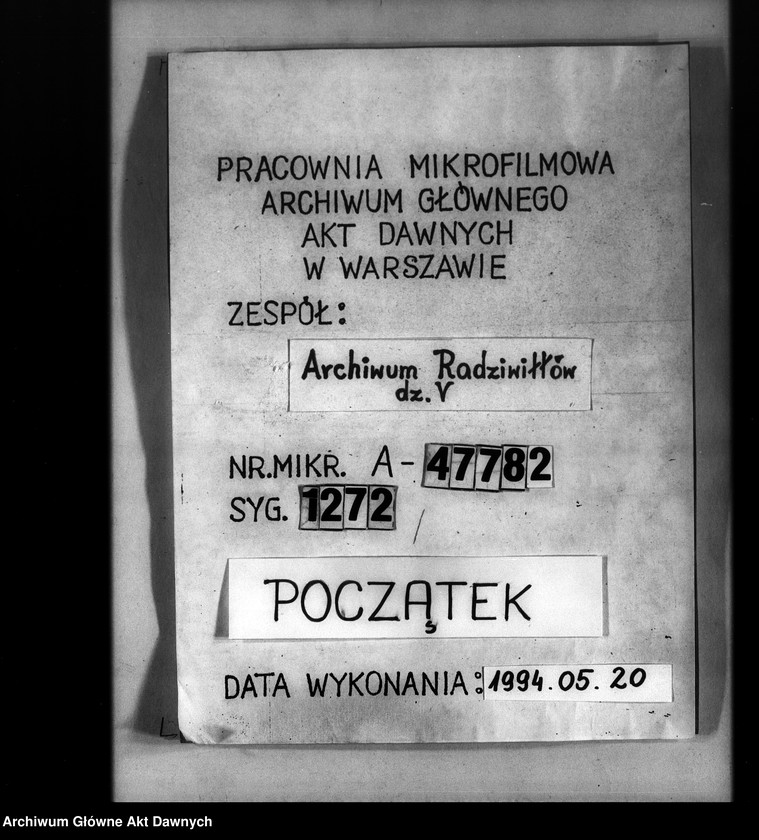 PRACOWNIA MIKROFILMOWA
ARCHIWUM GŁÓWNEGO
AKT DAWNYCH
W WARSZAWIE
ZESPÓŁ:
Archiwum Radziwiłłów
dz. V
NR. MIKR. A-47782
SYG. 1272
POCZĄTEK
DATA WYKONANIA: 1994.05.20
Archiwum Główne Akt Dawnych